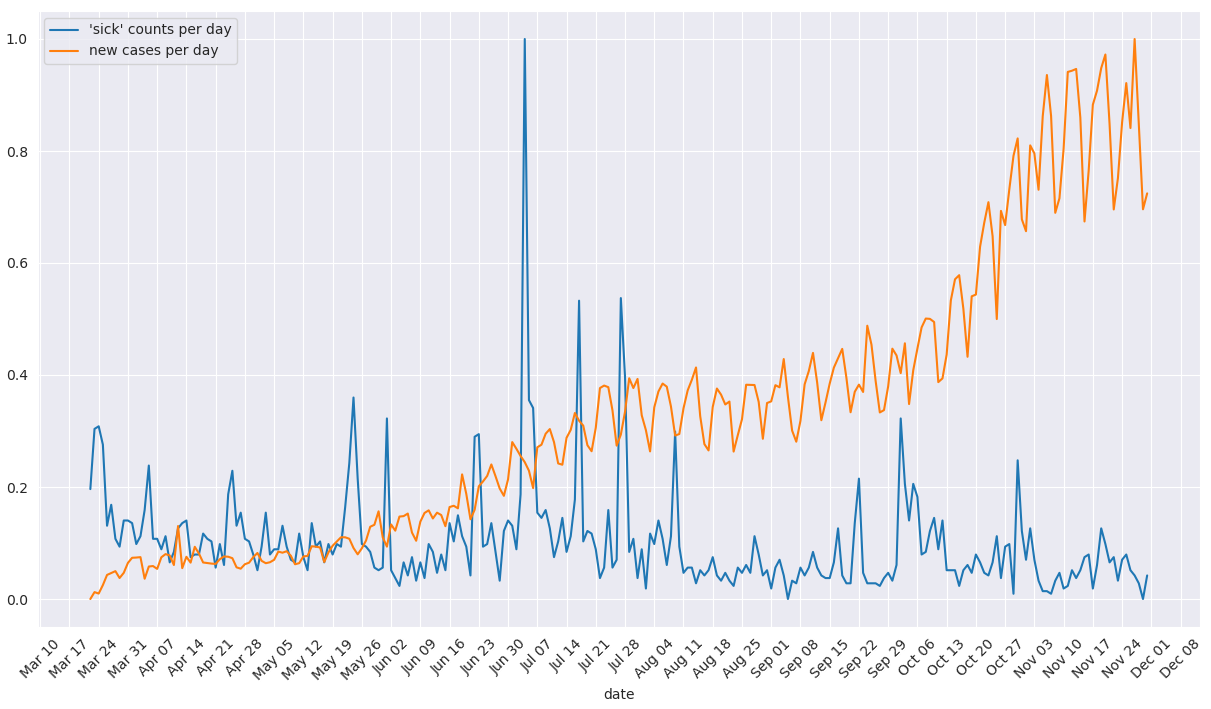 'sick' counts per day
new cases per day
1.0
0.8
0.6
0.4
0.2
0.0
Mar 10
Mar 17
Mar 24
Mar 31
Apr 07
Apr 14
Apr 21
Apr 28
May 05
May 12
May 19
May 26
Jun 02
Jun 09
Jun 16
Jun 23
Jun 30
Jul 07
Jul 14
Jul 21
Jul 28
Aug 04
Aug 11
Aug 18
Aug 25
Sep 01
Sep 08
Sep 15
Sep 22
Sep 29
Oct 06
Oct 13
Oct 20
Oct 27
Nov 03
Nov 10
Nov 17
Nov 24
Dec 01
Dec 08
date